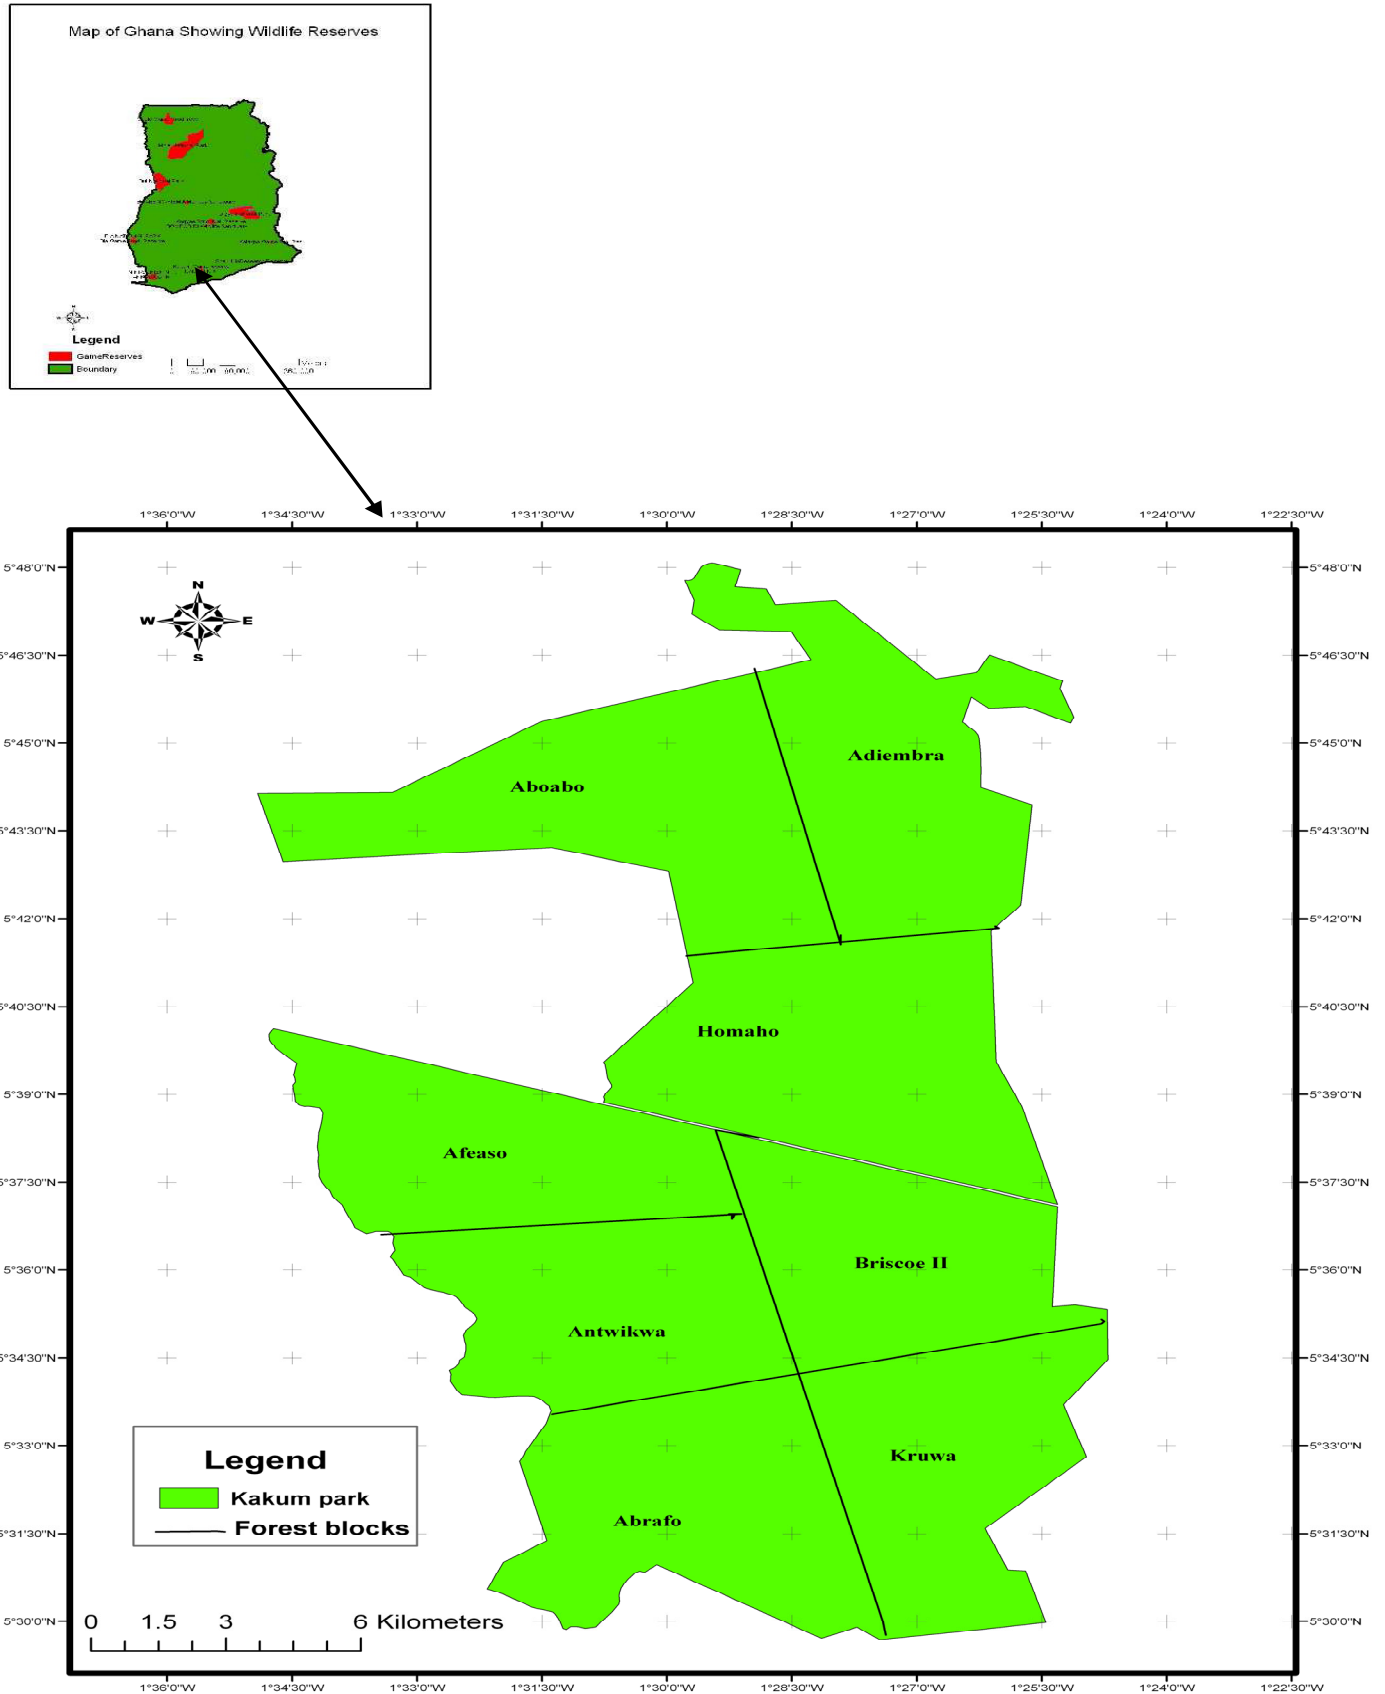 Map of Ghana Showing Wildlife Reserves
N
W E
S
Legend
GameReserves
Boundary
1°36'0"W 1°34'30"W 1°33'0"W 1°31'30"W 1°30'0"W 1°28'30"W 1°27'0"W 1°25'30"W 1°24'0"W 1°22'30"W
5°48'0"N 5°48'0"N
N
W E
S
5°46'30"N 5°46'30"N
5°45'0"N 5°45'0"N
Adiembra
Aboabo
5°43'30"N 5°43'30"N
5°42'0"N 5°42'0"N
5°40'30"N 5°40'30"N
Homaho
5°39'0"N 5°39'0"N
Afeaso
5°37'30"N 5°37'30"N
Briscoe II
5°36'0"N 5°36'0"N
Antwikwa
5°34'30"N 5°34'30"N
5°33'0"N 5°33'0"N
Kruwa
Legend
Kakum park
Forest blocks
Abrafo
5°31'30"N 5°31'30"N
5°30'0"N 5°30'0"N
0 1.5 3 6 Kilometers
1°36'0"W 1°34'30"W 1°33'0"W 1°31'30"W 1°30'0"W 1°28'30"W 1°27'0"W 1°25'30"W 1°24'0"W 1°22'30"W